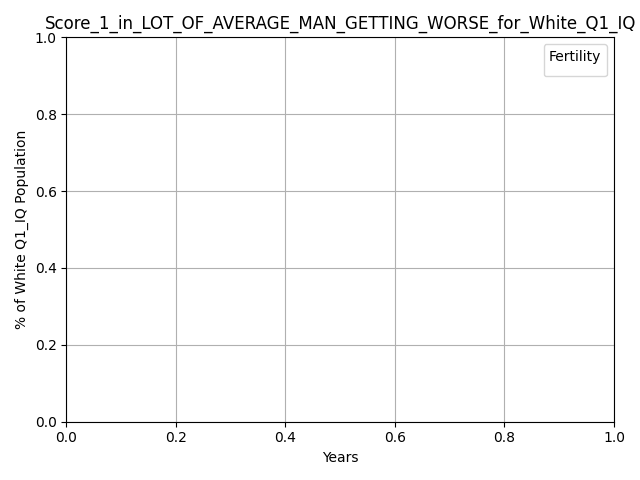 Score_1_in_LOT_OF_AVERAGE_MAN_GETTING_WORSE_for_White_Q1_IQ
Fertility
% of White Q1_IQ Population
1.0
0.8
0.6
0.4
0.2
0.0
0.0 0.2 0.4 0.6 0.8 1.0
Years